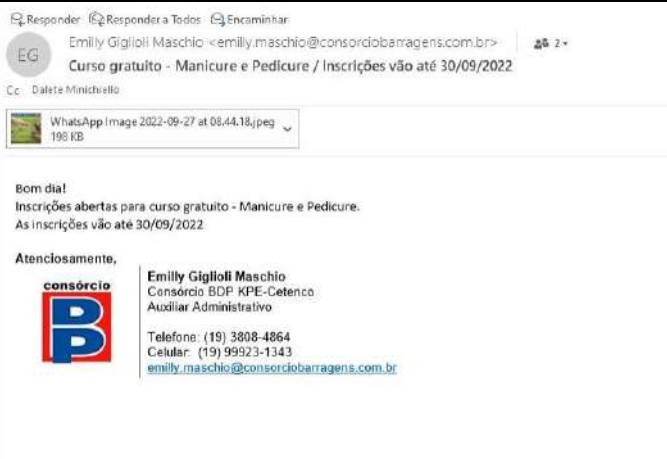 Responder Responder a Todos Encaminhar
EG
Emilly Giglioli Maschio <emilly.maschio@consorciobarragens.com.br>
2
Curso gratuito - Manicure e Pedicure / Inscrições vão até 30/09/2022
Cc Dalete Minichiello
WhatsApp Image 2022-09-27 at 08.44.18.jpeg
198 KB
Bom dia!
Inscrições abertas para curso gratuito - Manicure e Pedicure.
As inscrições vão até 30/09/2022
Atenciosamente,
consórcio
BP
Emilly Giglioli Maschio
Consórcio BDP KPE-Cetenco
Auxiliar Administrativo
Telefone: (19) 3808-4864
Celular: (19) 99923-1343
emilly.maschio@consorciobarragens.com.br